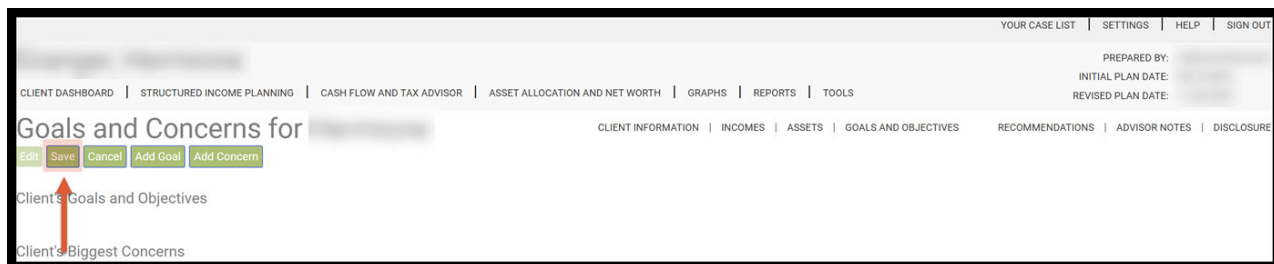 YOUR CASE LIST | SETTINGS | HELP | SIGN OUT
PREPARED BY:
INITIAL PLAN DATE:
REVISED PLAN DATE:
CLIENT DASHBOARD | STRUCTURED INCOME PLANNING | CASH FLOW AND TAX ADVISOR | ASSET ALLOCATION AND NET WORTH | GRAPHS | REPORTS | TOOLS
Goals and Concerns for
CLIENT INFORMATION | INCOMES | ASSETS | GOALS AND OBJECTIVES RECOMMENDATIONS | ADVISOR NOTES | DISCLOSURE
Edit Save Cancel Add Goal Add Concern
Client's Goals and Objectives
Client's Biggest Concerns